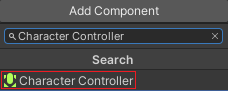 Add Component
Character Controller
Search
Character Controller